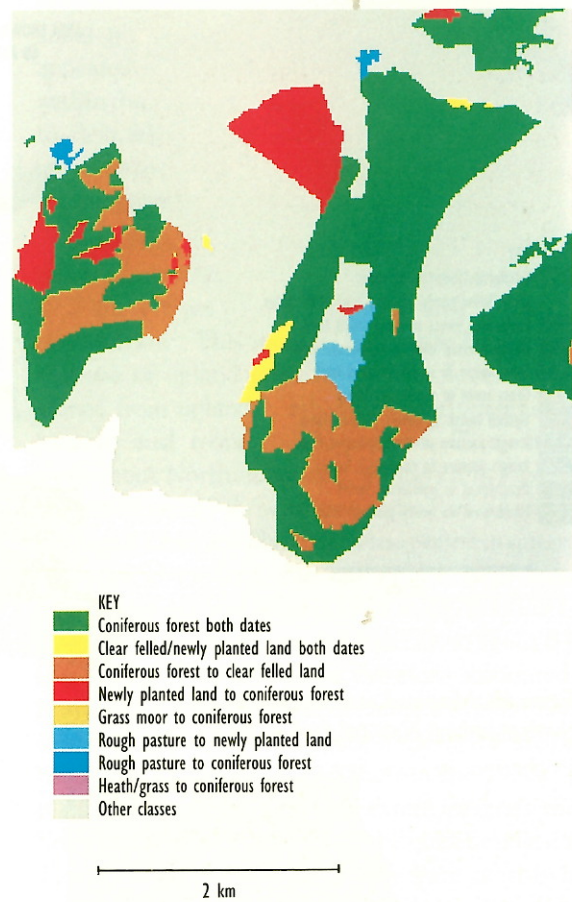 KEY
Coniferous forest both dates
Clear felled/newly planted land both dates
Coniferous forest to clear felled land
Newly planted land to coniferous forest
Grass moor to coniferous forest
Rough pasture to newly planted land
Rough pasture to coniferous forest
Heath/grass to coniferous forest
Other classes
2 km